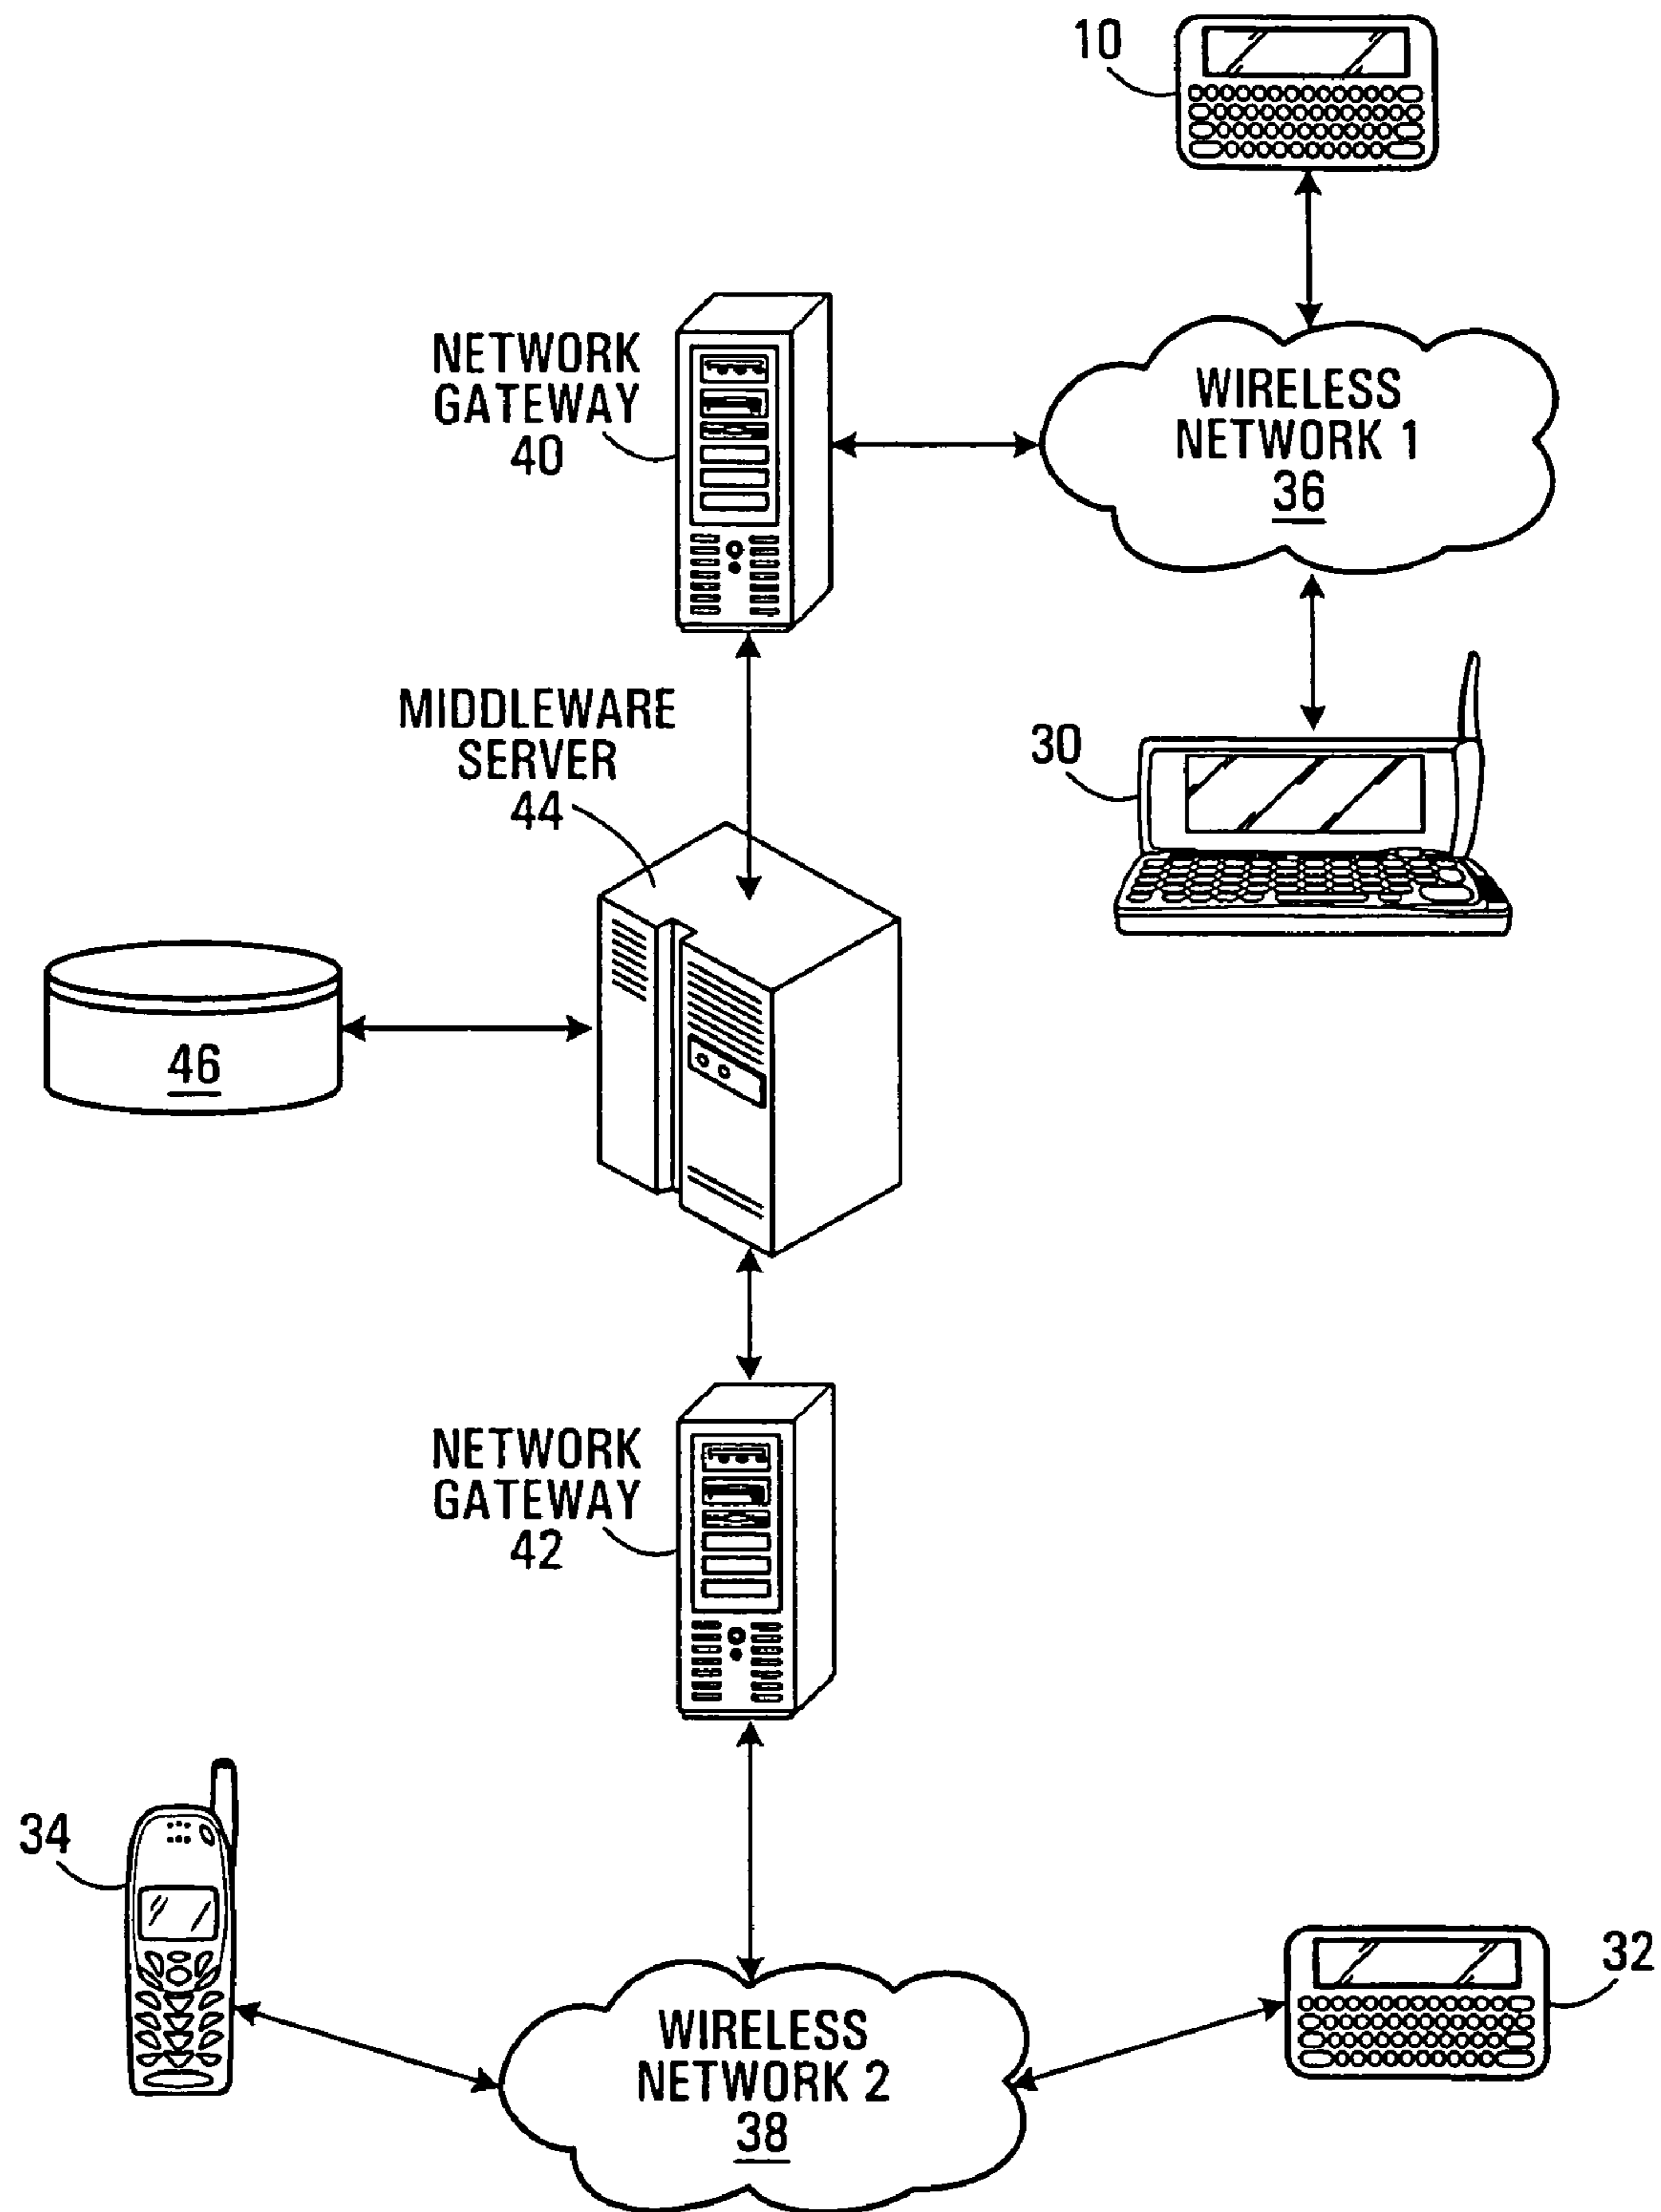 10
NETWORK
GATEWAY
40
WIRELESS
NETWORK 1
36
MIDDLEWARE
SERVER
44
30
46
NETWORK
GATEWAY
42
34
32
WIRELESS
NETWORK 2
38